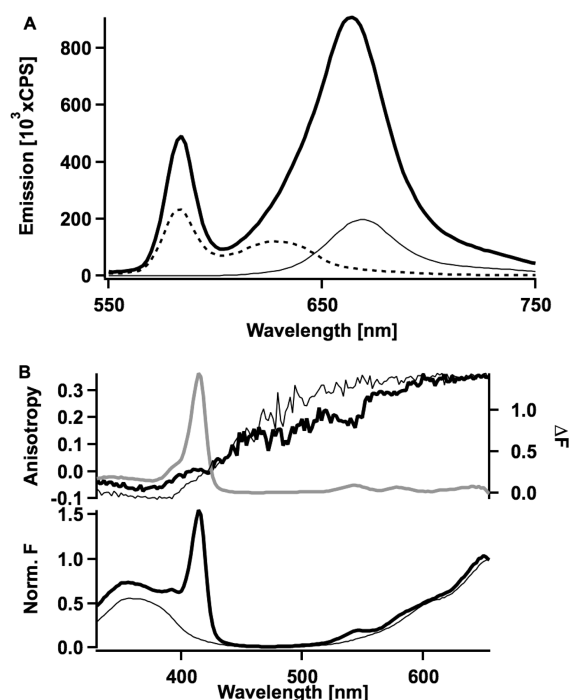 A
Emission [10³xCPS]
800
600
400
200
0
550
650
750
Wavelength [nm]
B
Anisotropy
0.3
0.2
0.1
0.0
-0.1
1.0
0.5
0.0
ΔF
Norm. F
1.5
1.0
0.5
0.0
400
500
600
Wavelength [nm]